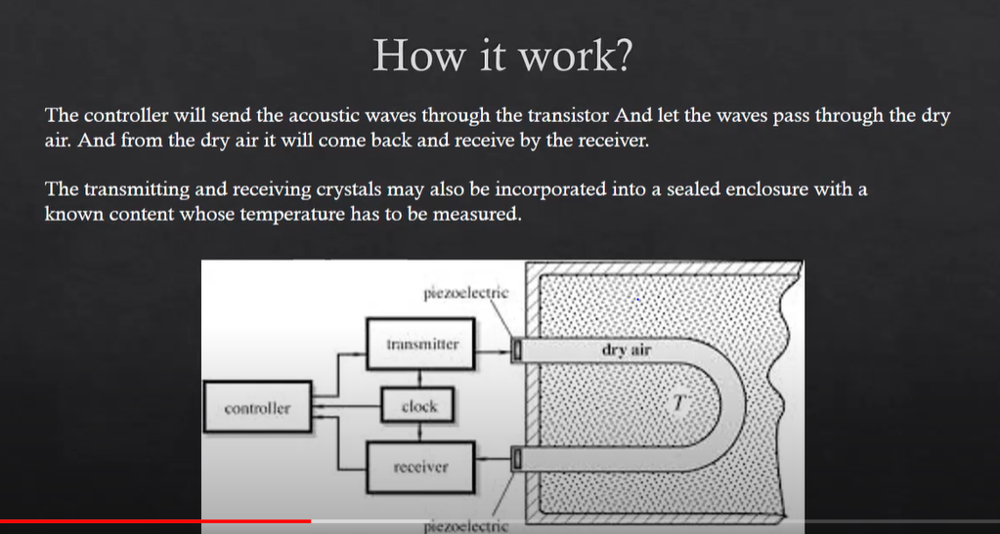 How it work?
The controller will send the acoustic waves through the transistor And let the waves pass through the dry
air. And from the dry air it will come back and receive by the receiver.
The transmitting and receiving crystals may also be incorporated into a sealed enclosure with a
known content whose temperature has to be measured.
piezoelectric
transmitter
dry air
controller
clock
T
receiver
piezoelectric